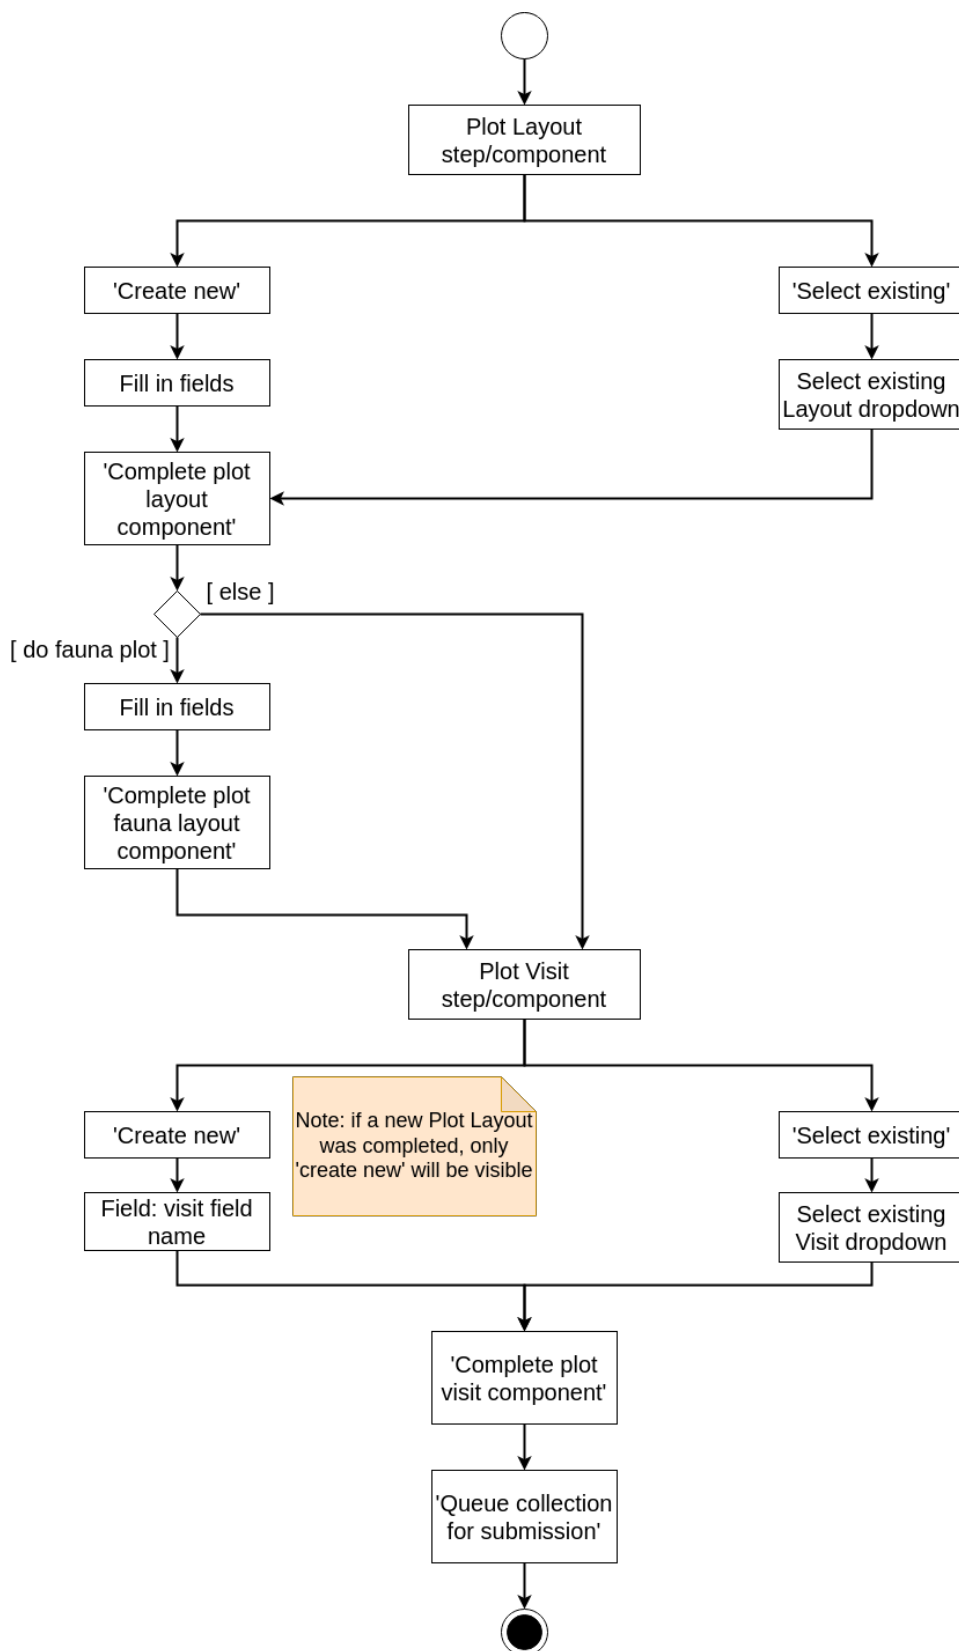 Plot Layout
step/component
'Create new'
'Select existing'
Fill in fields
Select existing
Layout dropdown
'Complete plot
layout
component'
[ else ]
[ do fauna plot ]
Fill in fields
'Complete plot
fauna layout
component'
Plot Visit
step/component
'Create new'
Note: if a new Plot Layout
was completed, only
'create new' will be visible
'Select existing'
Field: visit field
name
Select existing
Visit dropdown
'Complete plot
visit component'
'Queue collection
for submission'